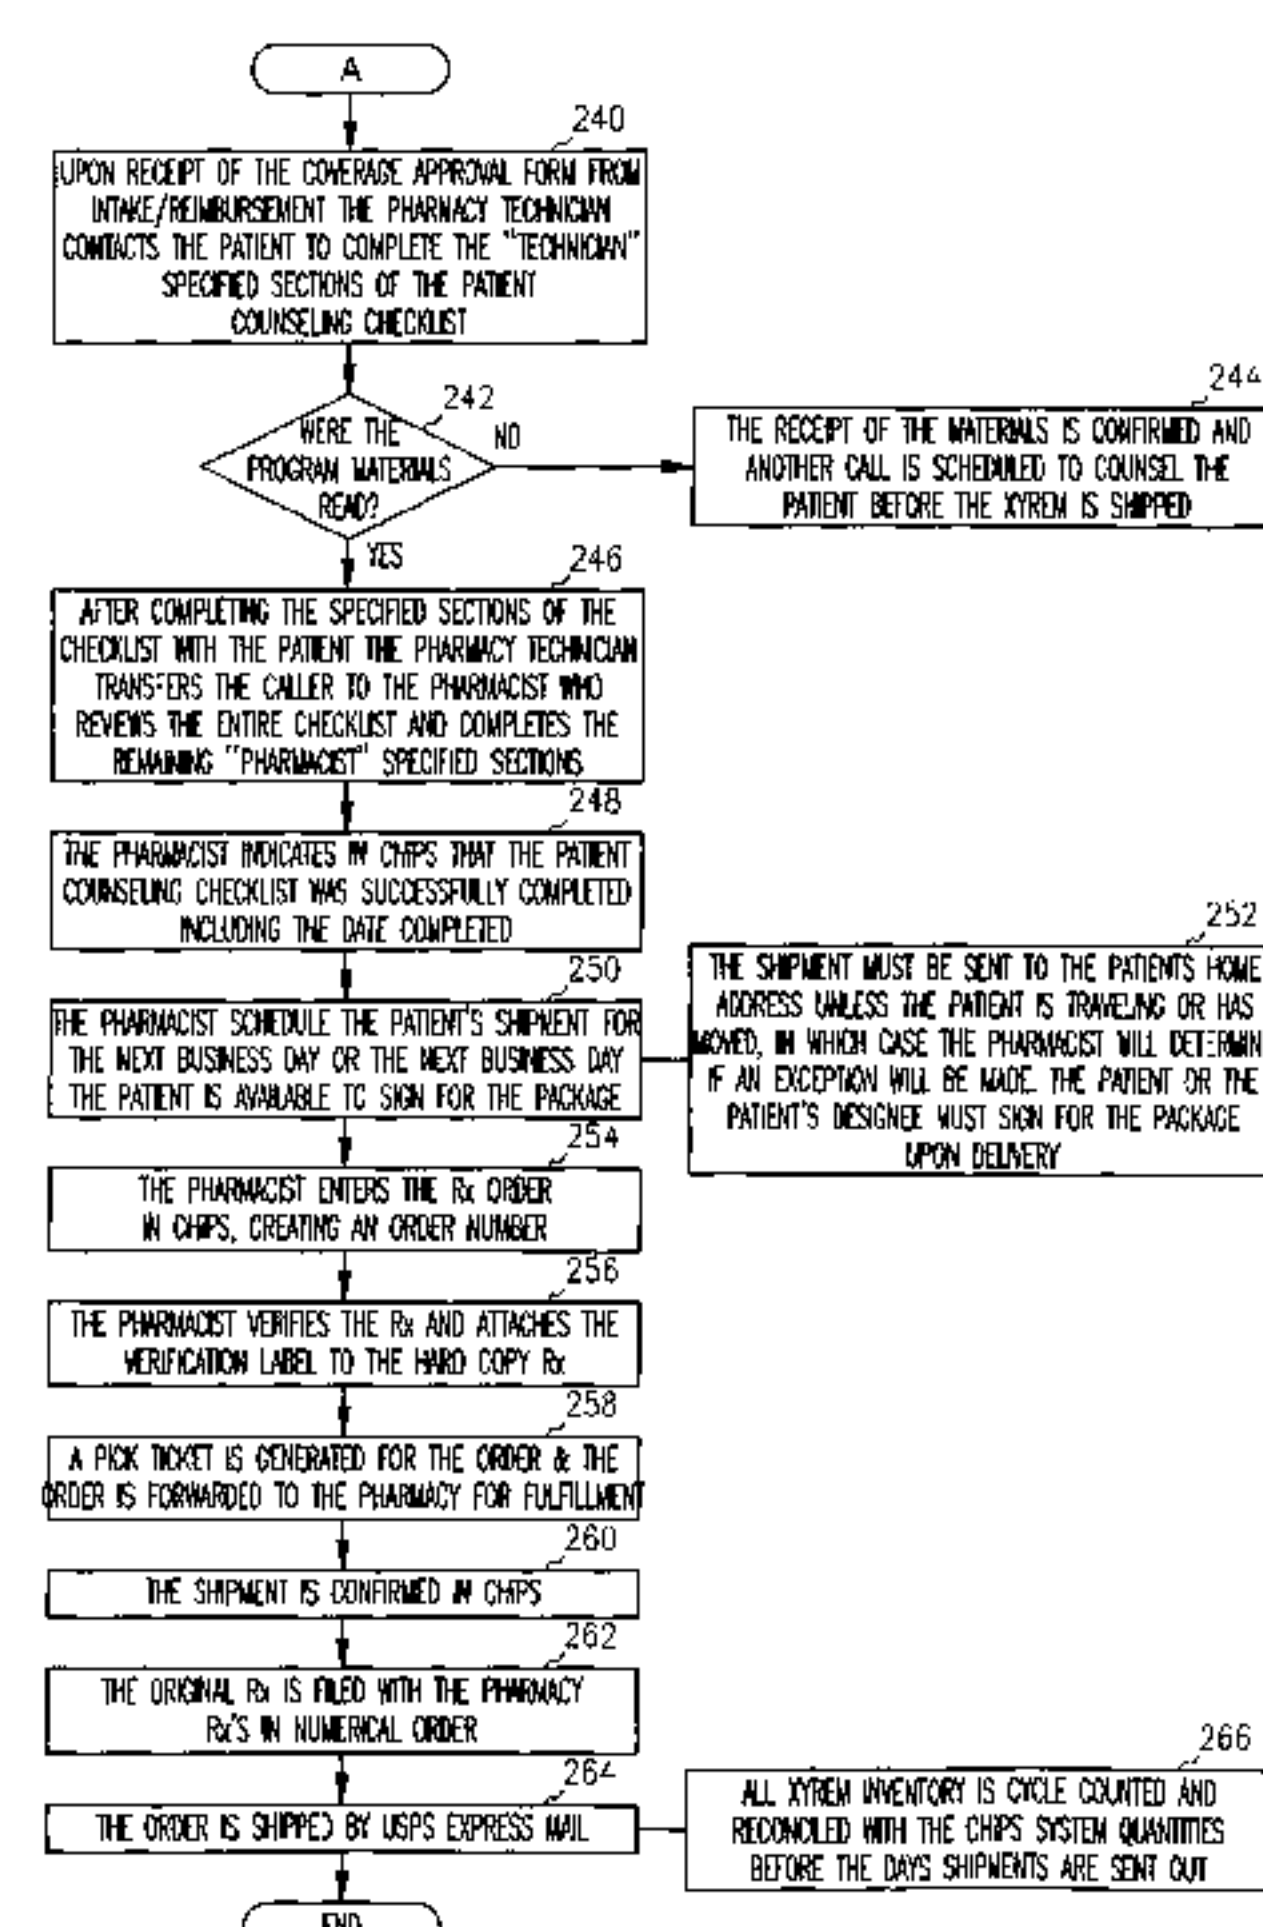 A
240
UPON RECEIPT OF THE COVERAGE APPROVAL FORM FROM
INTAKE/REIMBURSEMENT THE PHARMACY TECHNICIAN
CONTACTS THE PATIENT TO COMPLETE THE "TECHNICIAN"
SPECIFIED SECTIONS OF THE PATIENT
COUNSELING CHECKLIST
242
WERE THE
PROGRAM MATERIALS
READ?
NO
244
THE RECEIPT OF THE MATERIALS IS CONFIRMED AND
ANOTHER CALL IS SCHEDULED TO COUNSEL THE
PATIENT BEFORE THE XYREM IS SHIPPED
YES
246
AFTER COMPLETING THE SPECIFIED SECTIONS OF THE
CHECKLIST WITH THE PATIENT THE PHARMACY TECHNICIAN
TRANSFERS THE CALLER TO THE PHARMACIST WHO
REVIEWS THE ENTIRE CHECKLIST AND COMPLETES THE
REMAINING "PHARMACIST" SPECIFIED SECTIONS
248
THE PHARMACIST INDICATES IN CHIPS THAT THE PATIENT
COUNSELING CHECKLIST WAS SUCCESSFULLY COMPLETED
INCLUDING THE DATE COMPLETED
250
THE PHARMACIST SCHEDULE THE PATIENT'S SHIPMENT FOR
THE NEXT BUSINESS DAY OR THE NEXT BUSINESS DAY
THE PATIENT IS AVAILABLE TO SIGN FOR THE PACKAGE
252
THE SHIPMENT MUST BE SENT TO THE PATIENTS HOME
ADDRESS UNLESS THE PATIENT IS TRAVELING OR HAS
MOVED, IN WHICH CASE THE PHARMACIST WILL DETERMIN
IF AN EXCEPTION WILL BE MADE. THE PATIENT OR THE
PATIENT'S DESIGNEE MUST SIGN FOR THE PACKAGE
UPON DELIVERY
254
THE PHARMACIST ENTERS THE Rx ORDER
IN CHIPS, CREATING AN ORDER NUMBER
256
THE PHARMACIST VERIFIES THE Rx AND ATTACHES THE
VERIFICATION LABEL TO THE HARD COPY Rx
258
A PICK TICKET IS GENERATED FOR THE ORDER & THE
ORDER IS FORWARDED TO THE PHARMACY FOR FULFILLMENT
260
THE SHIPMENT IS CONFIRMED IN CHIPS
262
THE ORIGINAL Rx IS FILED WITH THE PHARMACY
Rx'S IN NUMERICAL ORDER
264
THE ORDER IS SHIPPED BY USPS EXPRESS MAIL
266
ALL XYREM INVENTORY IS CYCLE COUNTED AND
RECONCILED WITH THE CHIPS SYSTEM QUANTITIES
BEFORE THE DAYS SHIPMENTS ARE SENT OUT
END